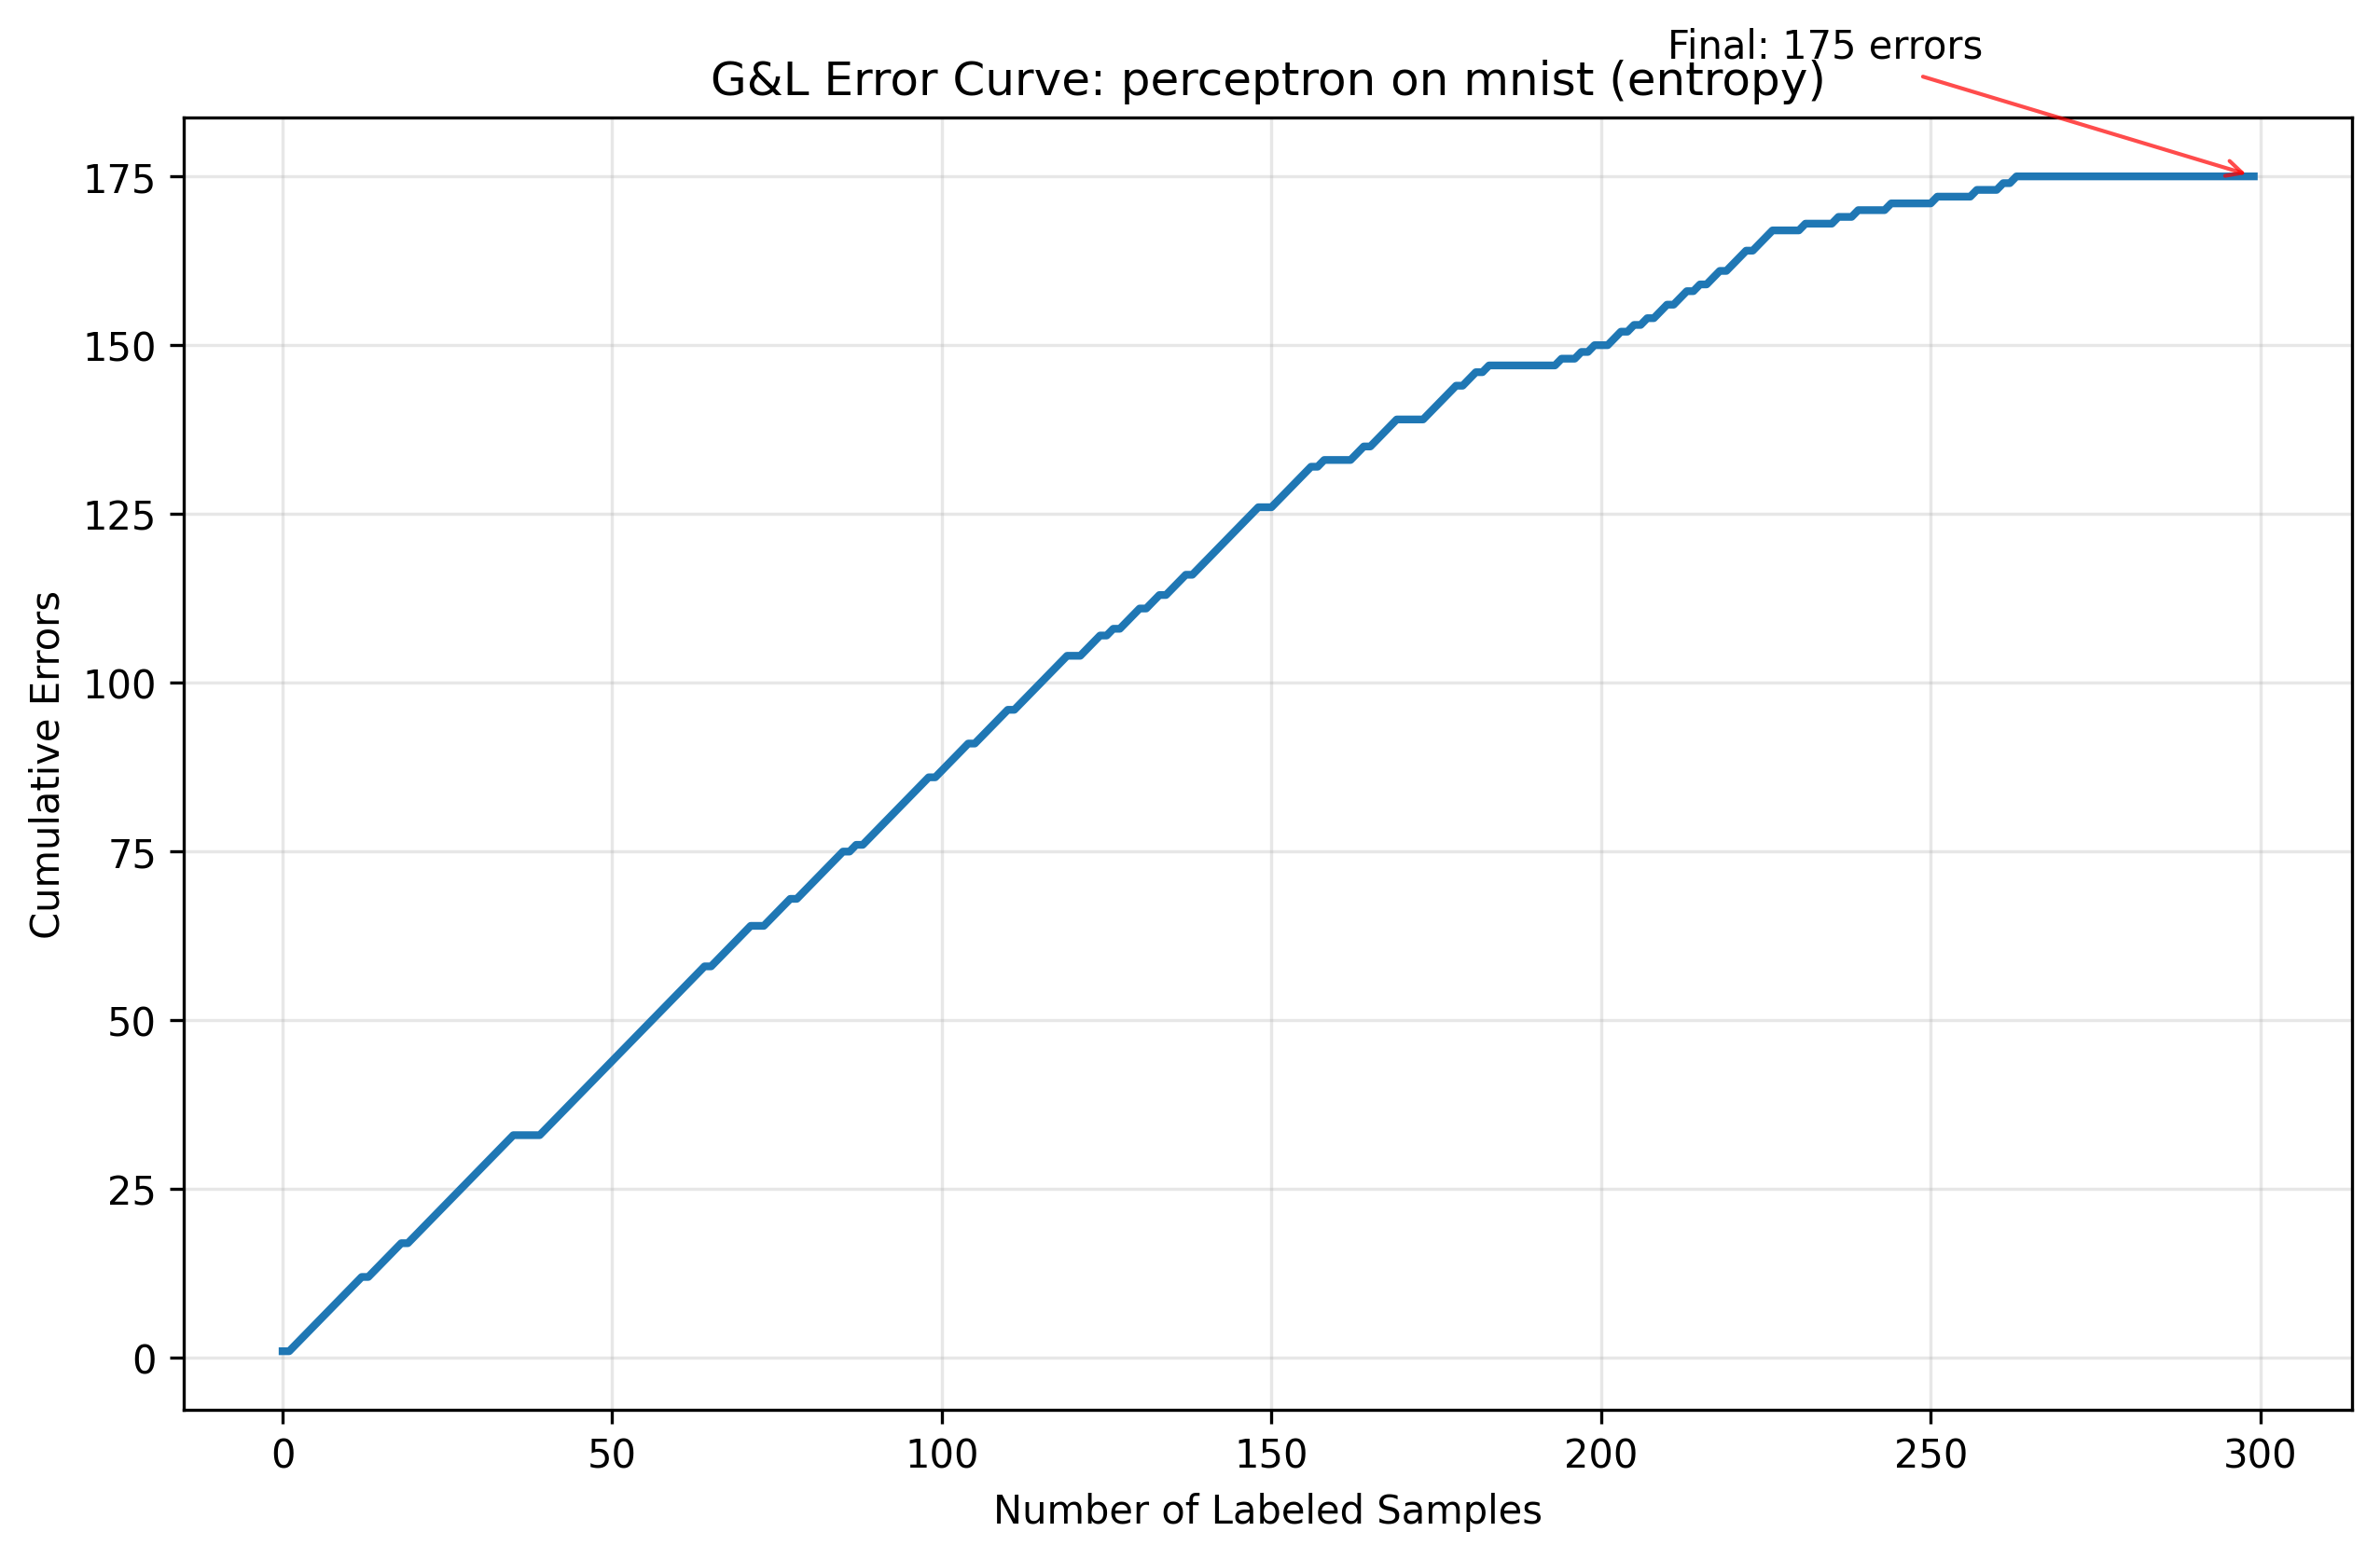 Final: 175 errors
G&L Error Curve: perceptron on mnist (entropy)
175
150
125
100
75
50
25
0
Cumulative Errors
0 50 100 150 200 250 300
Number of Labeled Samples